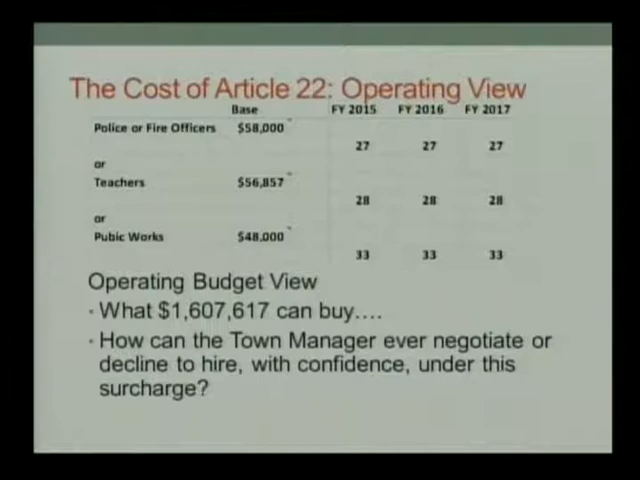 The Cost of Article 22: Operating View
Base FY 2015 FY 2016 FY 2017
Police or Fire Officers $58,000
27 27 27
or
Teachers $56,857
28 28 28
or
Pubic Works $48,000
33 33 33
Operating Budget View
• What $1,607,617 can buy....
• How can the Town Manager ever negotiate or
decline to hire, with confidence, under this
surcharge?